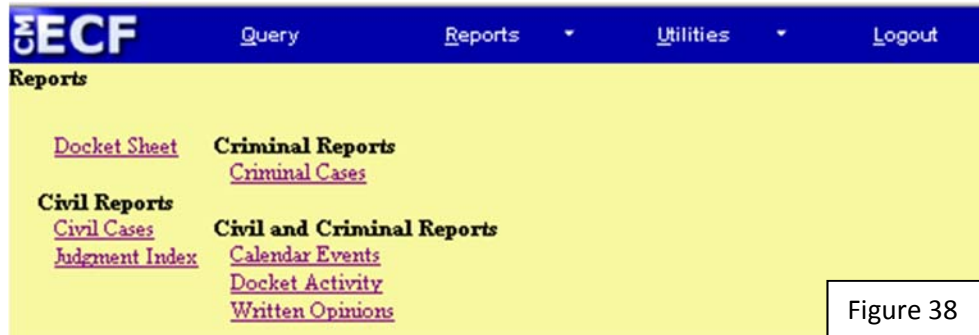 CM ECF Query Reports Utilities Logout
Reports
Docket Sheet Criminal Reports
Criminal Cases
Civil Reports
Civil Cases Civil and Criminal Reports
Judgment Index Calendar Events
Docket Activity
Written Opinions
Figure 38